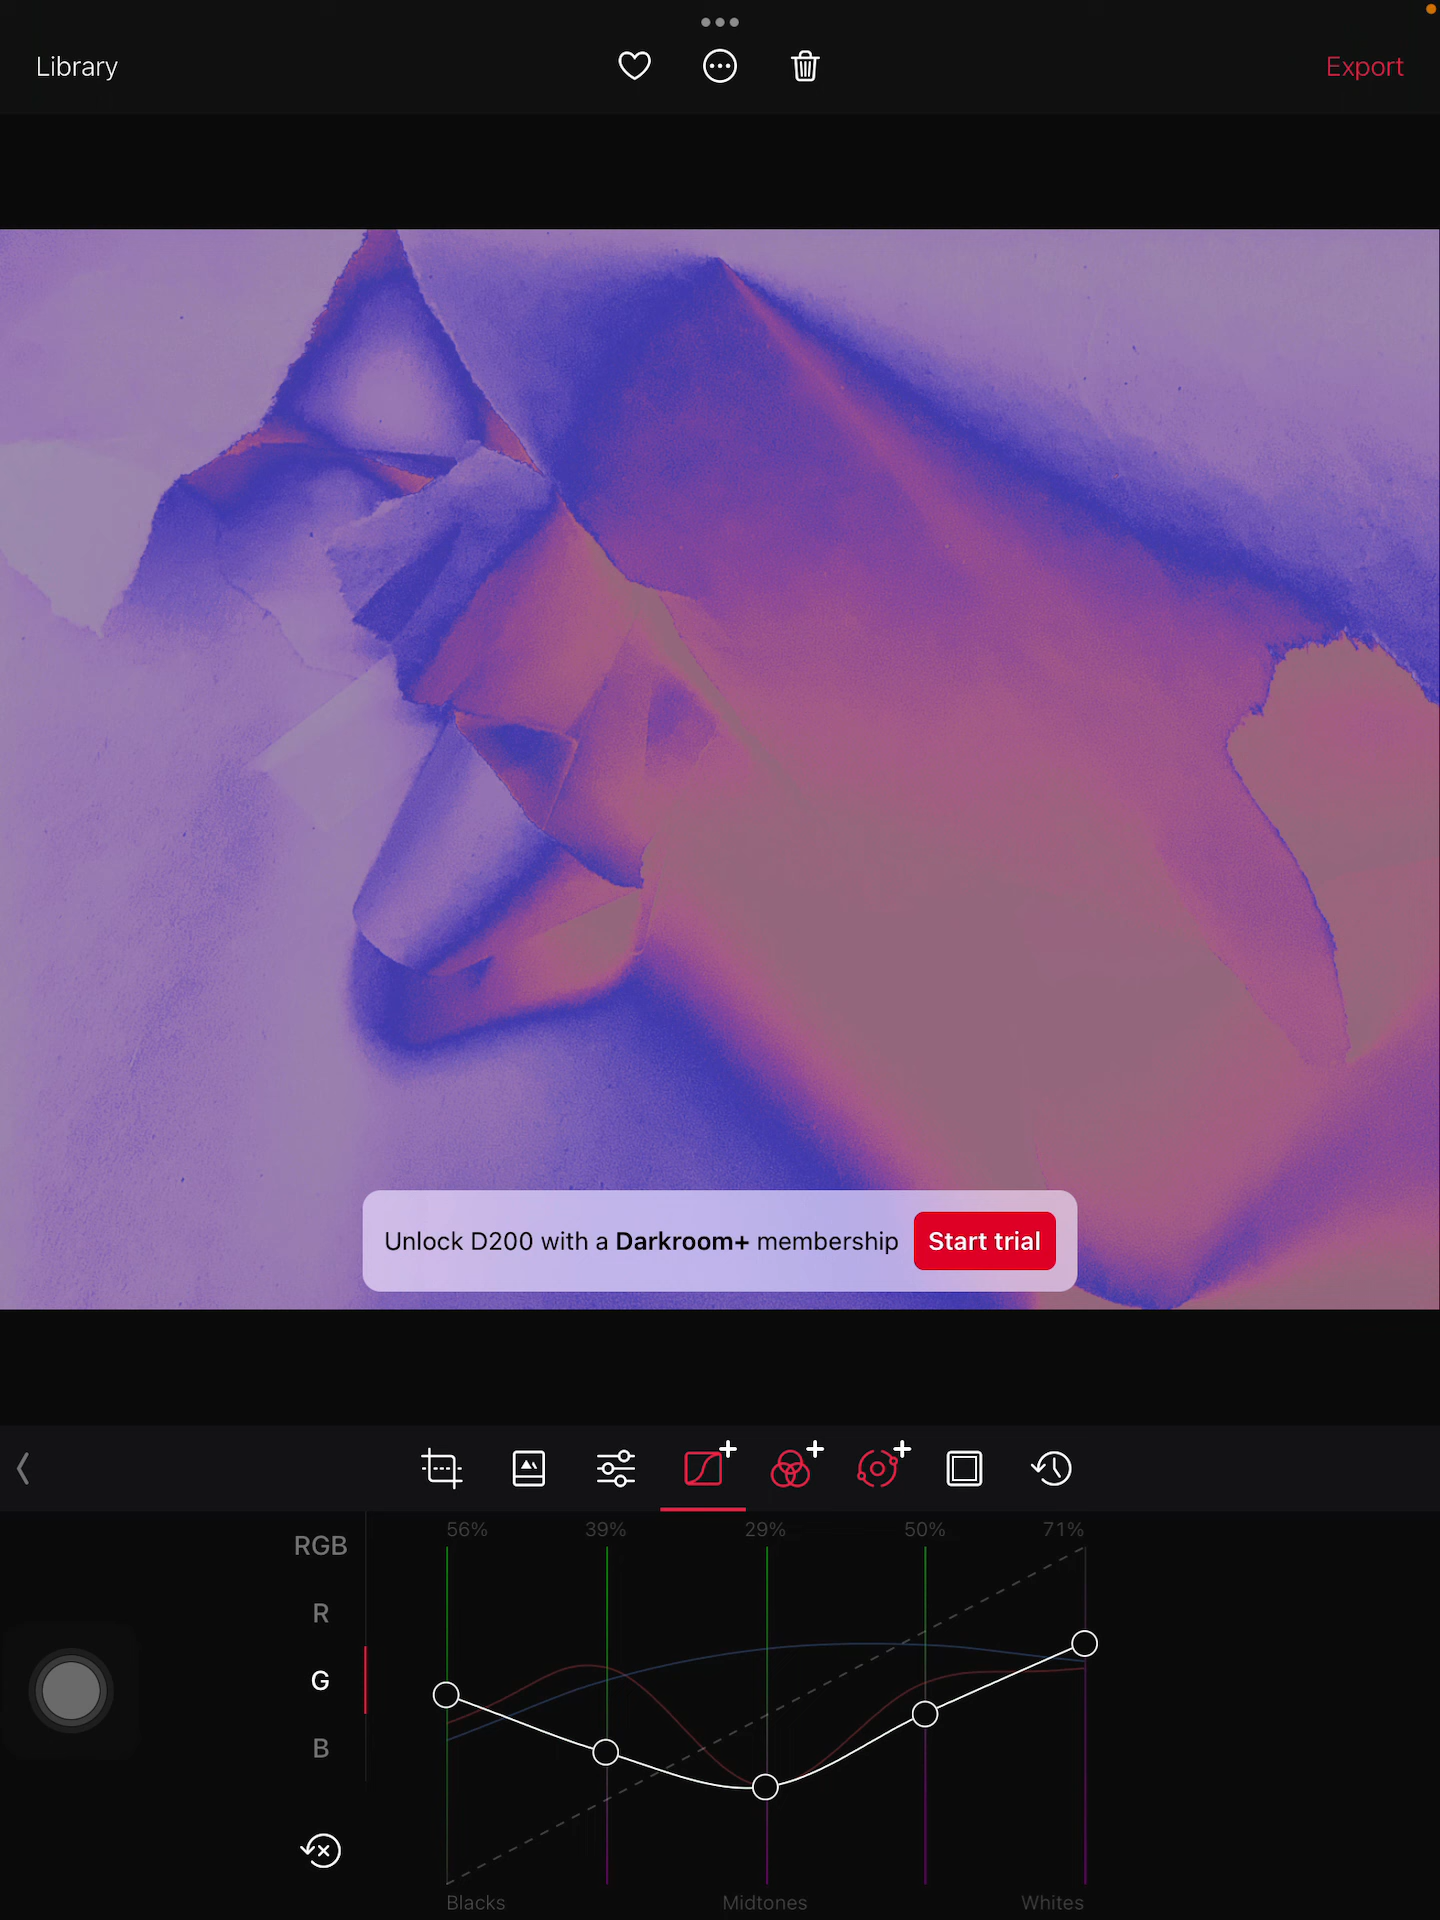 Library
Export
Unlock D200 with a Darkroom+ membership
Start trial
RGB
R
G
B
56%
39%
29%
50%
71%
Blacks
Midtones
Whites